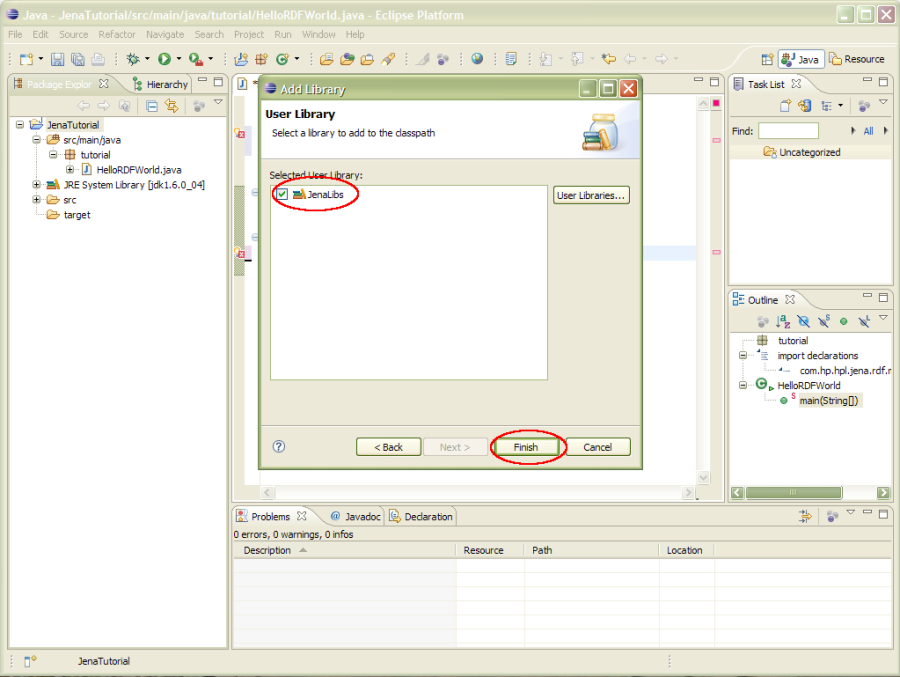 Java - JenaTutorial/src/main/java/tutorial/HelloRDFWorld.java - Eclipse Platform
File Edit Source Refactor Navigate Search Project Run Window Help
Java Resource
Package Explor Hierarchy
JenaTutorial
src/main/java
tutorial
HelloRDFWorld.java
JRE System Library [jdk1.6.0_04]
src
target
Add Library
User Library
Select a library to add to the classpath
Selected User Library:
JenaLibs
User Libraries...
< Back Next > Finish Cancel
Task List
Find: All
Uncategorized
Outline
tutorial
import declarations
com.hp.hpl.jena.rdf.r
HelloRDFWorld
main(String[])
Problems Javadoc Declaration
0 errors, 0 warnings, 0 infos
Description Resource Path Location
JenaTutorial